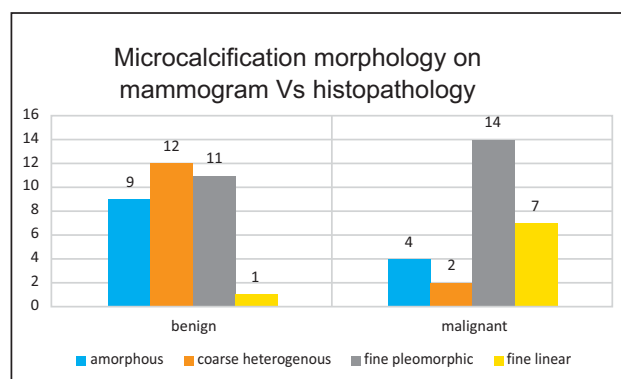 Microcalcification morphology on
mammogram Vs histopathology
16
14
12
10
8
6
4
2
0
9
12
11
1
4
2
14
7
benign
malignant
amorphous
coarse heterogenous
fine pleomorphic
fine linear